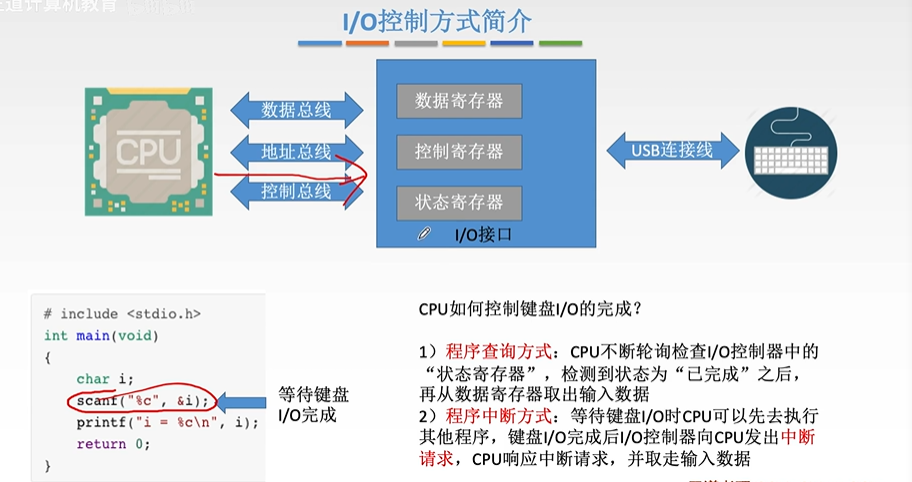 道计算机教育
I/O控制方式简介
CPU
数据总线
地址总线
控制总线
数据寄存器
控制寄存器
状态寄存器
I/O接口
USB连接线
# include <stdio.h>
int main(void)
{
char i;
scanf("%c", &i);
printf("i = %c\n", i);
return 0;
}
等待键盘
I/O完成
CPU如何控制键盘I/O的完成？
1）程序查询方式：CPU不断轮询检查I/O控制器中的
“状态寄存器”，检测到状态为“已完成”之后，
再从数据寄存器取出输入数据
2）程序中断方式：等待键盘I/O时CPU可以先去执行
其他程序，键盘I/O完成后I/O控制器向CPU发出中断
请求，CPU响应中断请求，并取走输入数据